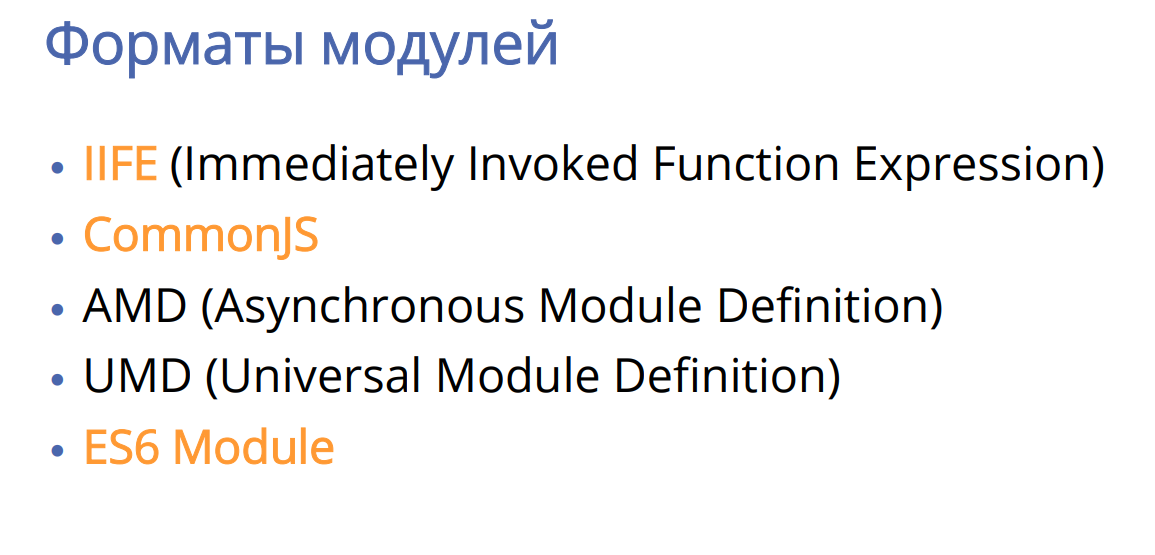 Форматы модулей
• IIFE (Immediately Invoked Function Expression)
• CommonJS
• AMD (Asynchronous Module Definition)
• UMD (Universal Module Definition)
• ES6 Module